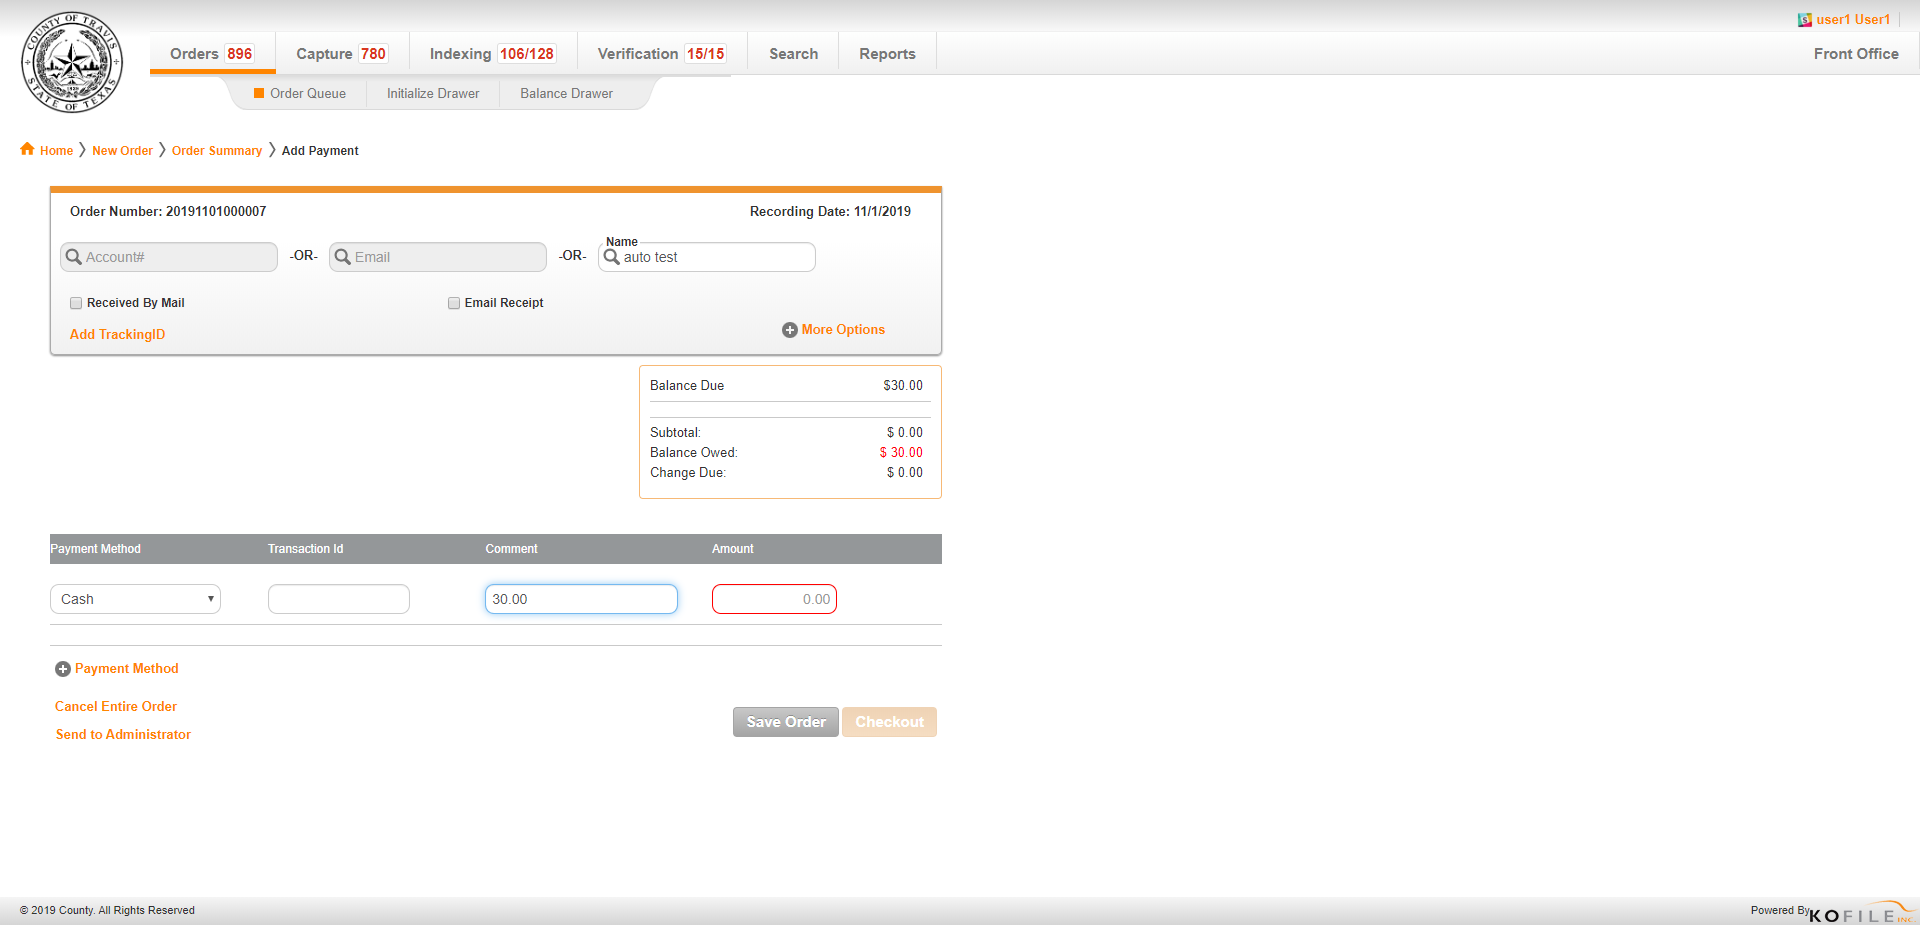 COUNTY OF TRAVIS
STATE OF TEXAS
user1 User1
Orders 896
Capture 780
Indexing 106/128
Verification 15/15
Search
Reports
Front Office
Order Queue
Initialize Drawer
Balance Drawer
Home
New Order
Order Summary
Add Payment
Order Number: 20191101000007
Recording Date: 11/1/2019
Account#
-OR-
Email
-OR-
Name
auto test
Received By Mail
Email Receipt
Add TrackingID
More Options
Balance Due $30.00
Subtotal: $ 0.00
Balance Owed: $ 30.00
Change Due: $ 0.00
Payment Method Transaction Id Comment Amount
Cash 30.00 0.00
Payment Method
Cancel Entire Order
Send to Administrator
Save Order
Checkout
© 2019 County. All Rights Reserved
Powered By
KOFILE INC.